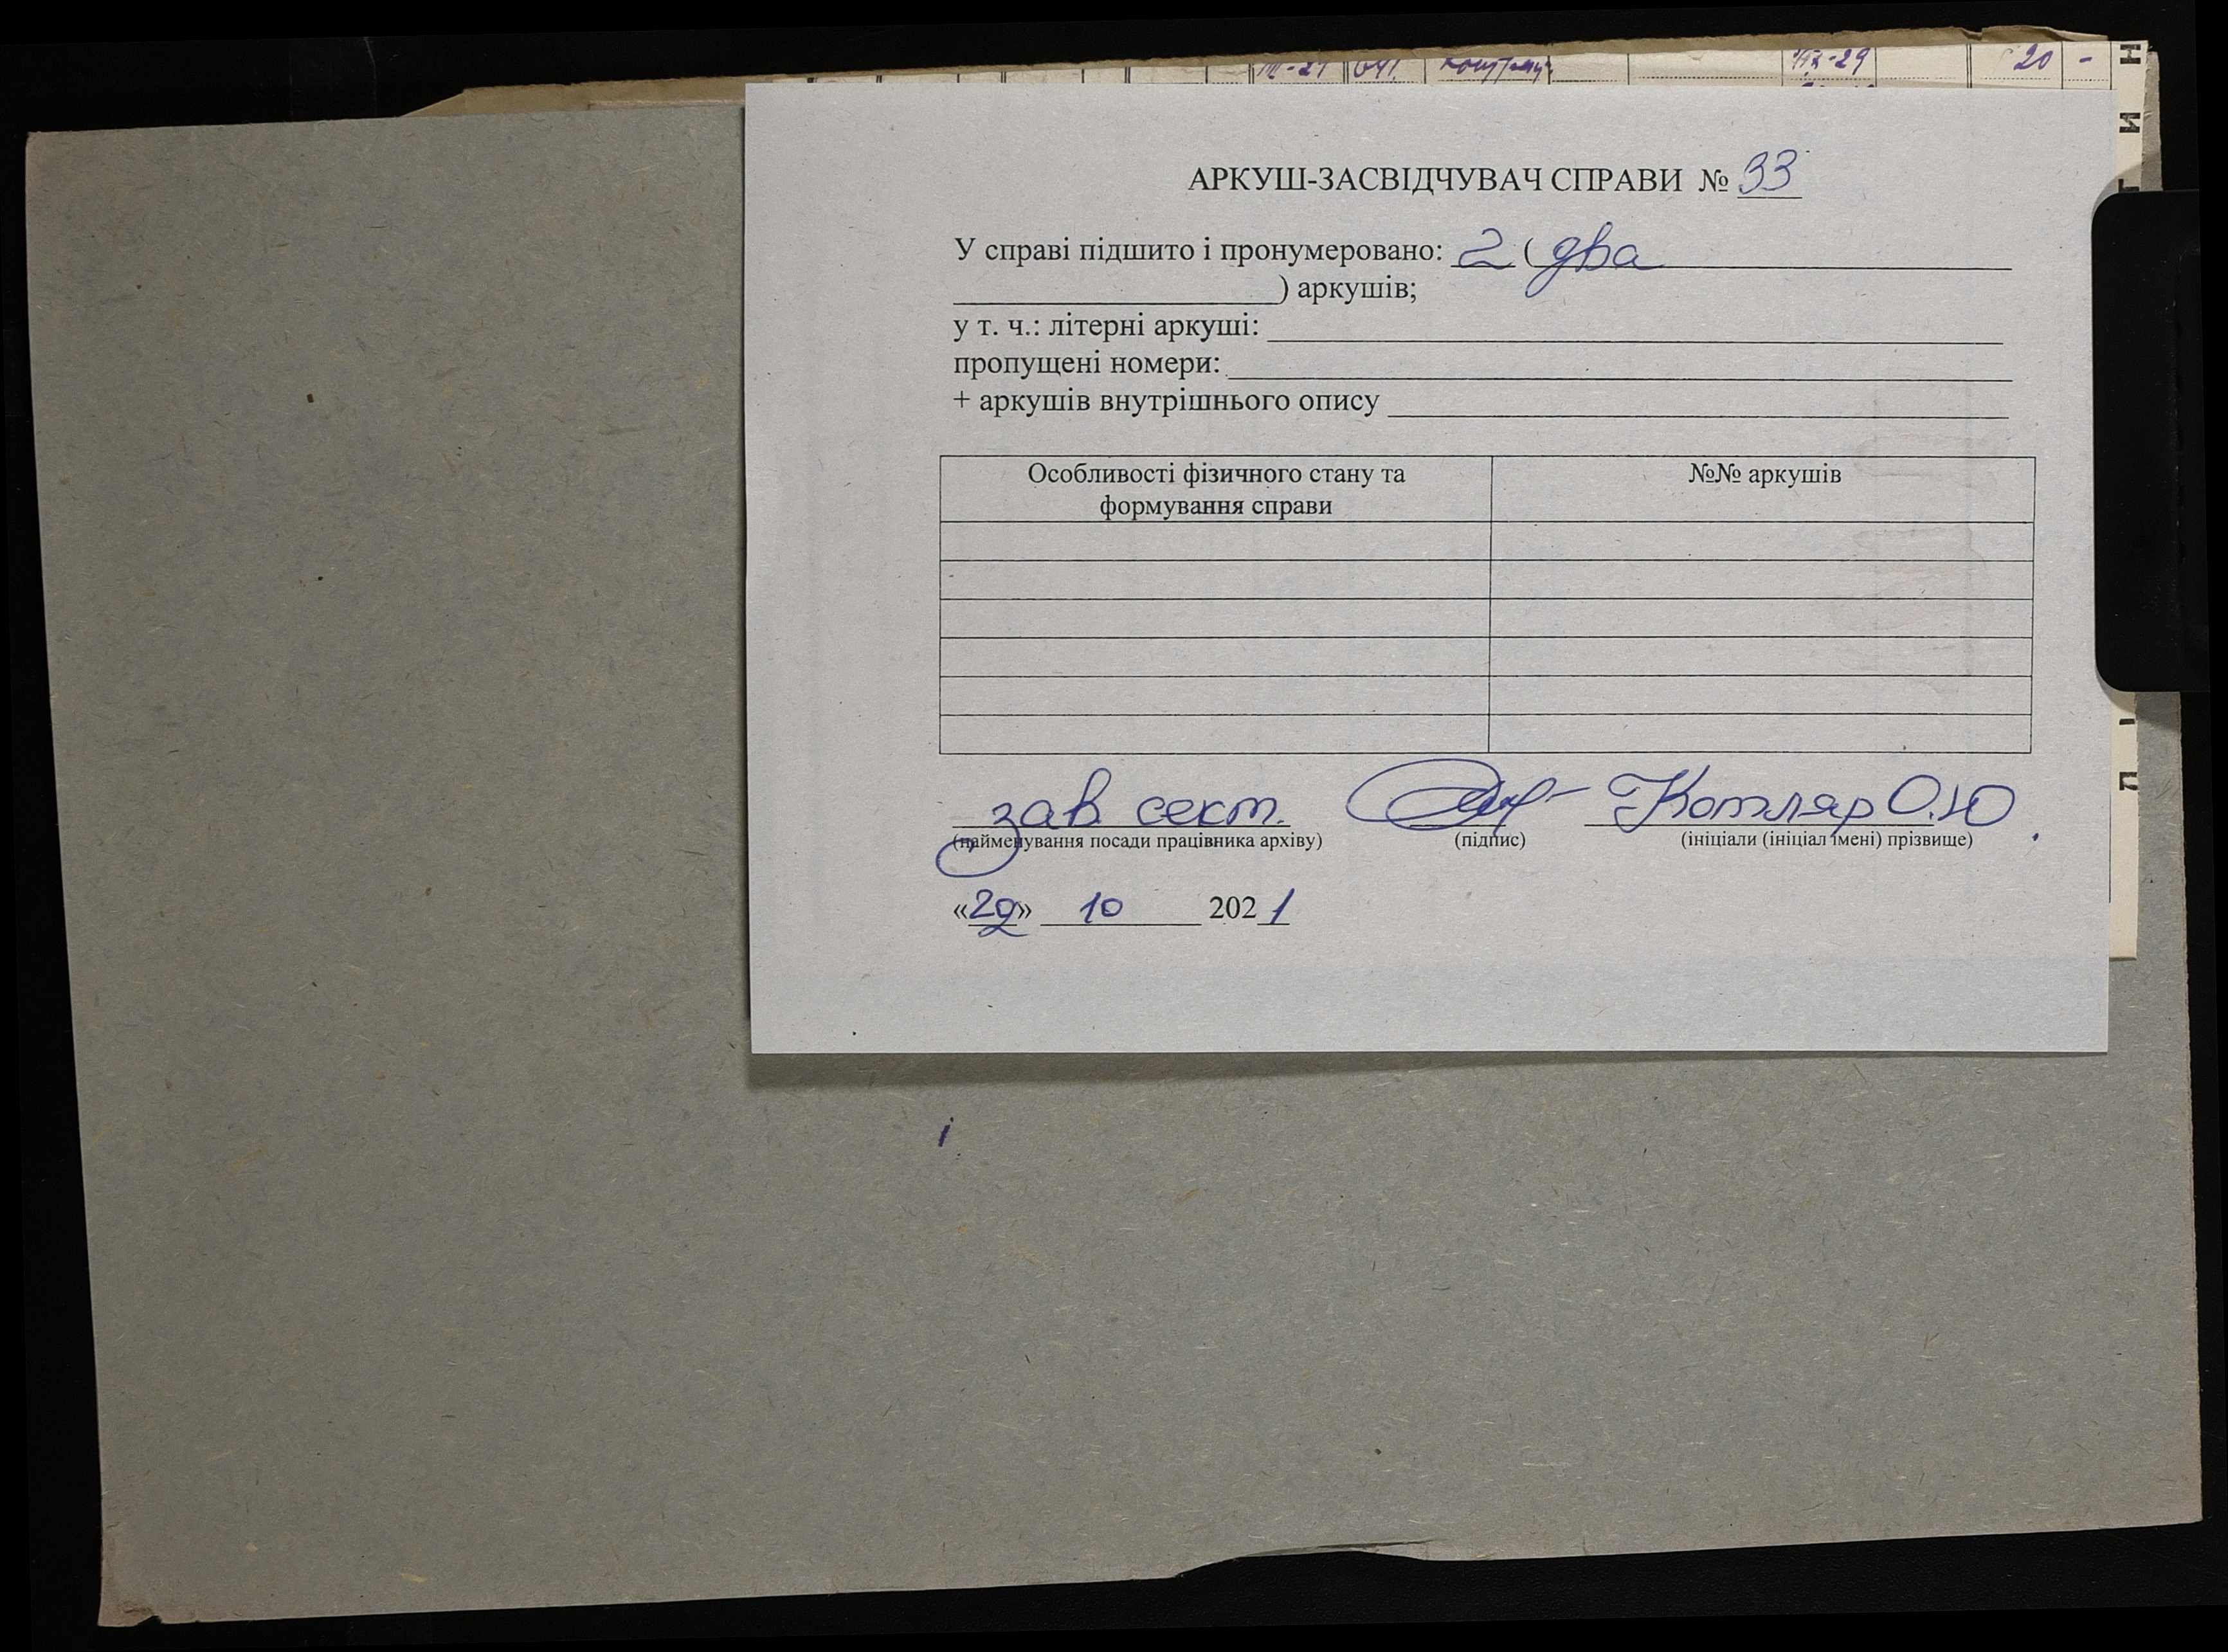 20 -
АРКУШ-ЗАСВІДЧУВАЧ СПРАВИ № 33
У справі підшито і пронумеровано: 2 ( два
) аркушів;
у т. ч.: літерні аркуші:
пропущені номери:
+ аркушів внутрішнього опису
Особливості фізичного стану та формування справи
№№ аркушів
зав. сект. Котляр О.Ю.
(найменування посади працівника архіву) (підпис) (ініціали (ініціал імені) прізвище)
«29» 10 2021